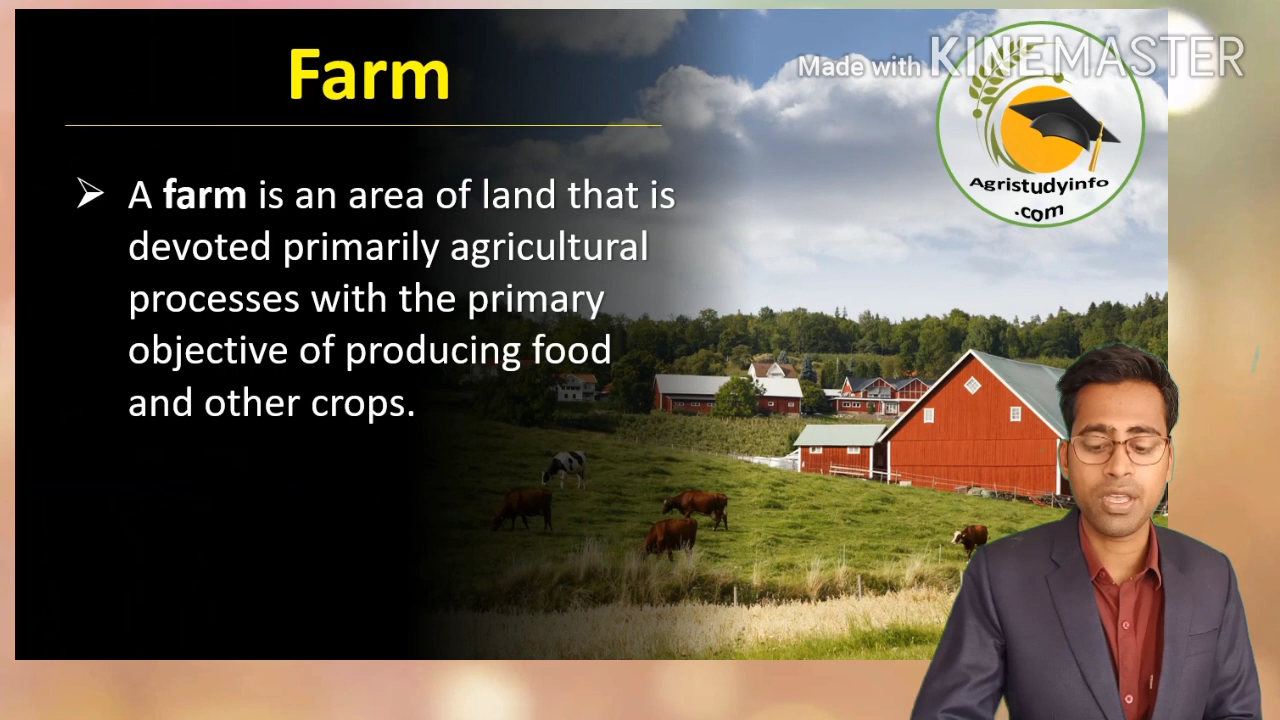 Farm
Made with KINEMASTER
Agristudyinfo
.com
➢ A farm is an area of land that is
devoted primarily agricultural
processes with the primary
objective of producing food
and other crops.